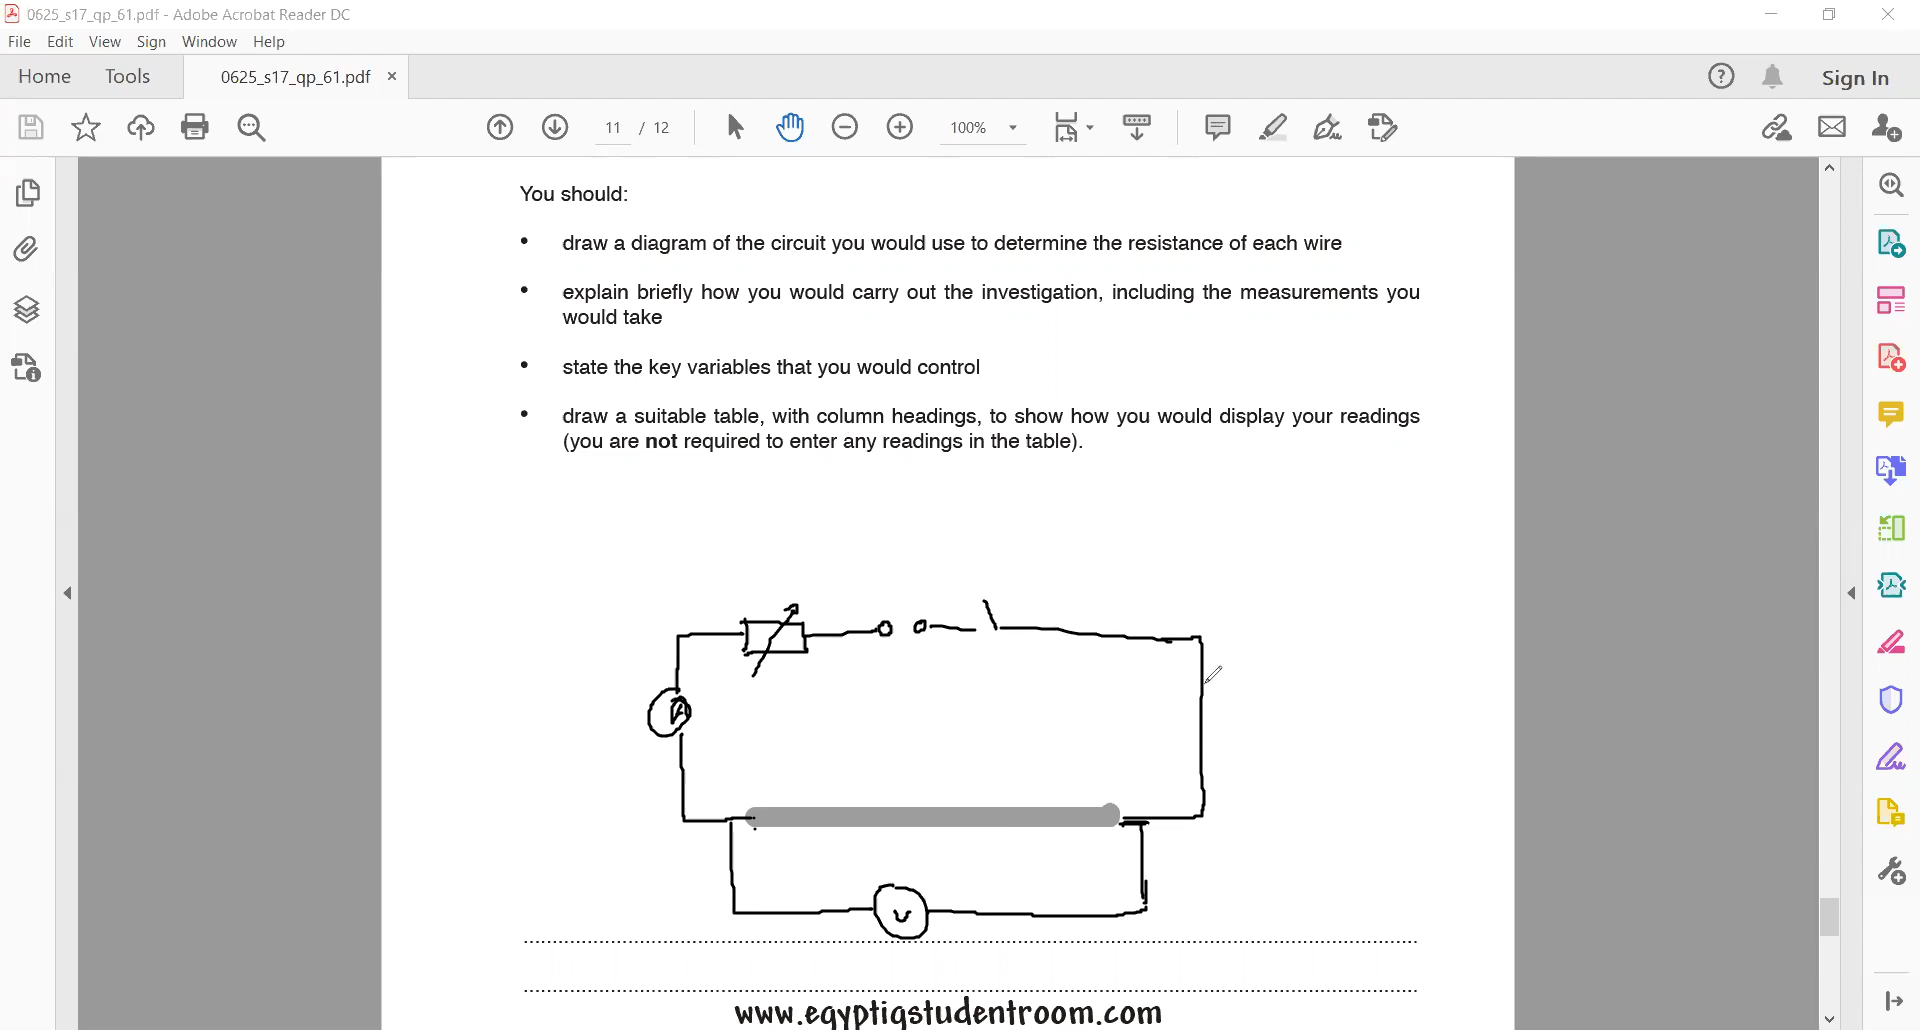 0625_s17_qp_61.pdf - Adobe Acrobat Reader DC
File Edit View Sign Window Help
Home Tools 0625_s17_qp_61.pdf × Sign In
11 / 12 100%
You should:
• draw a diagram of the circuit you would use to determine the resistance of each wire
• explain briefly how you would carry out the investigation, including the measurements you
would take
• state the key variables that you would control
• draw a suitable table, with column headings, to show how you would display your readings
(you are not required to enter any readings in the table).
A
V
www.egyptigstudentroom.com